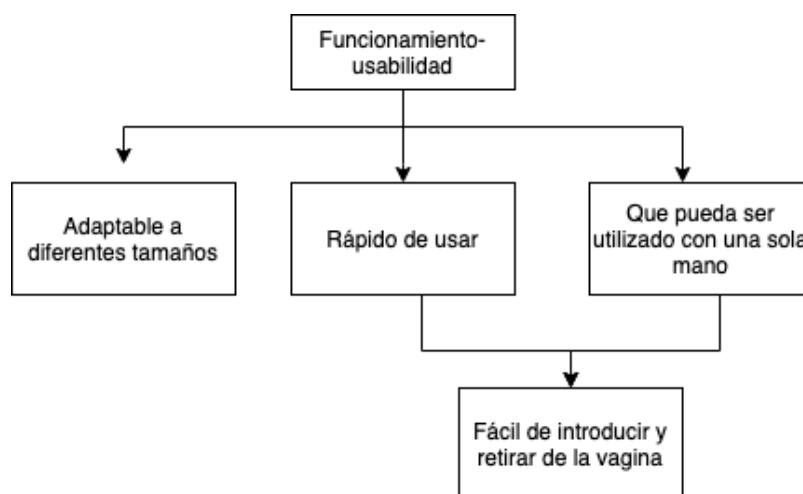 Funcionamiento-
usabilidad
Adaptable a
diferentes tamaños
Rápido de usar
Que pueda ser
utilizado con una sola
mano
Fácil de introducir y
retirar de la vagina